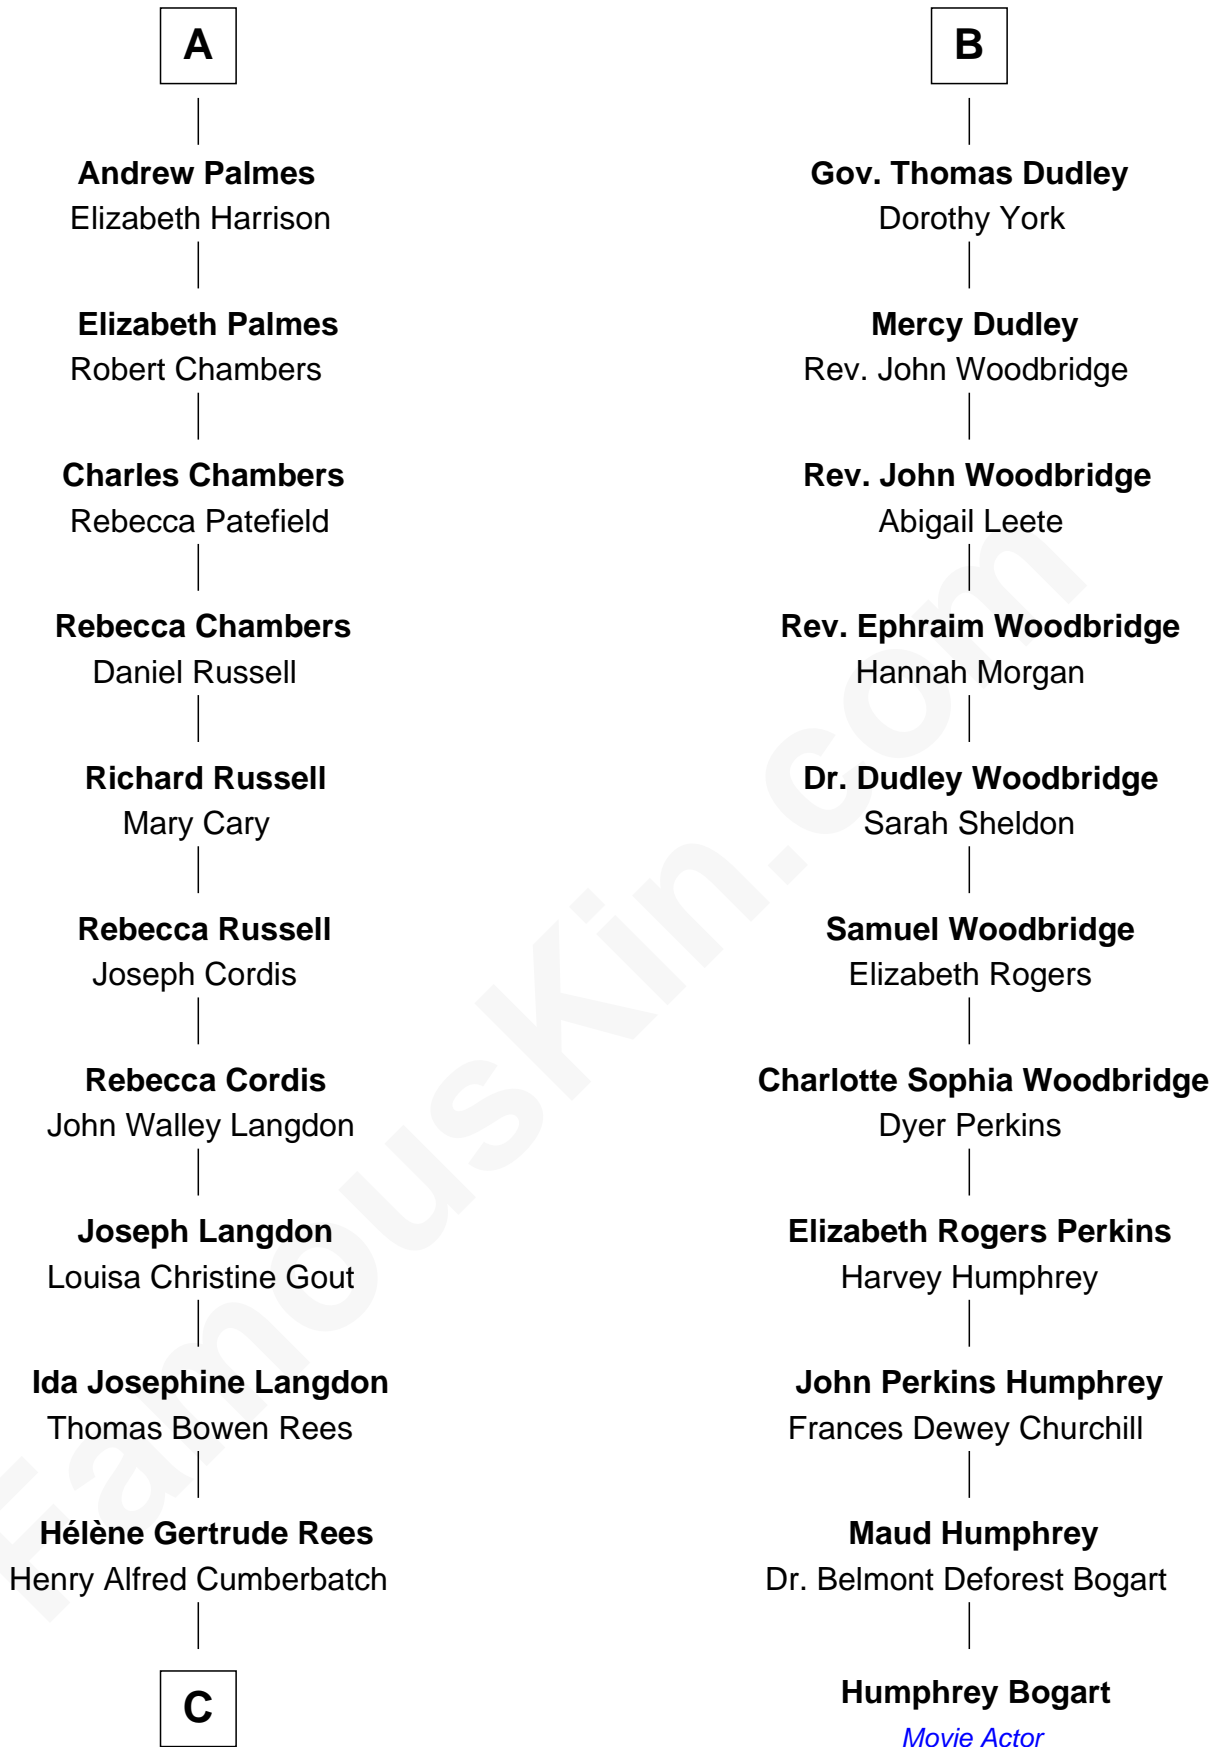 A
Andrew Palmes
Elizabeth Harrison
Elizabeth Palmes
Robert Chambers
Charles Chambers
Rebecca Patefield
Rebecca Chambers
Daniel Russell
Richard Russell
Mary Cary
Rebecca Russell
Joseph Cordis
Rebecca Cordis
John Walley Langdon
Joseph Langdon
Louisa Christine Gout
Ida Josephine Langdon
Thomas Bowen Rees
Hélène Gertrude Rees
Henry Alfred Cumberbatch
C
B
Gov. Thomas Dudley
Dorothy York
Mercy Dudley
Rev. John Woodbridge
Rev. John Woodbridge
Abigail Leete
Rev. Ephraim Woodbridge
Hannah Morgan
Dr. Dudley Woodbridge
Sarah Sheldon
Samuel Woodbridge
Elizabeth Rogers
Charlotte Sophia Woodbridge
Dyer Perkins
Elizabeth Rogers Perkins
Harvey Humphrey
John Perkins Humphrey
Frances Dewey Churchill
Maud Humphrey
Dr. Belmont Deforest Bogart
Humphrey Bogart
Movie Actor
FamousKin.com